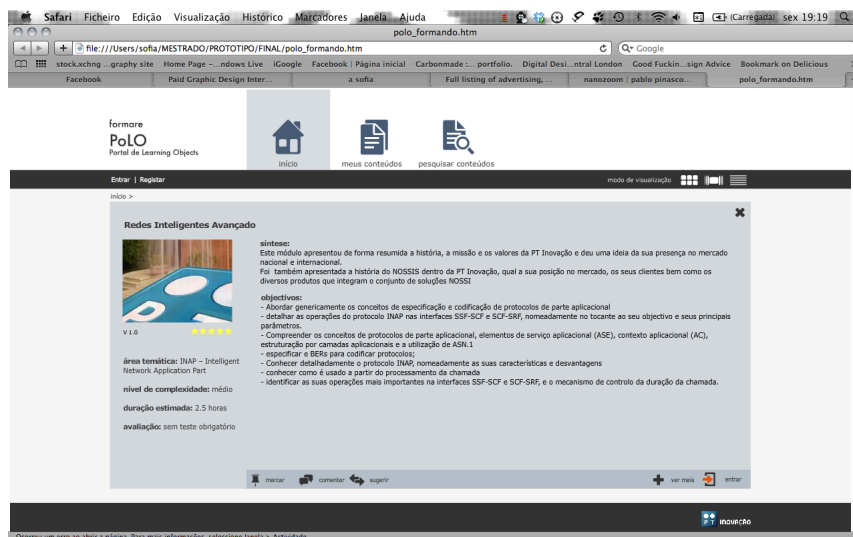 Safari Ficheiro Edição Visualização Histórico Marcadores Janela Ajuda (Carregada) sex 19:19
polo_formando.htm
file:///Users/sofia/MESTRADO/PROTOTIPO/FINAL/polo_formando.htm Google
stock.xchng ...graphy site Home Page – ...ndows Live iGoogle Facebook | Página inicial Carbonmade :... portfolio. Digital Desi...ntral London Good Fuckin...sign Advice Bookmark on Delicious
Facebook Paid Graphic Design Inter... a sofia Full listing of advertising, ... nanozoom | pablo pinasco... polo_formando.htm
formare
PoLO
Portal de Learning Objects
início meus conteúdos pesquisar conteúdos
Entrar | Registar modo de visualização
início >
Redes Inteligentes Avançado
síntese:
Este módulo apresentou de forma resumida a história, a missão e os valores da PT Inovação e deu uma ideia da sua presença no mercado
nacional e internacional.
Foi também apresentada a história do NOSSIS dentro da PT Inovação, qual a sua posição no mercado, os seus clientes bem como os
diversos produtos que integram o conjunto de soluções NOSSI
objectivos:
- Abordar genericamente os conceitos de especificação e codificação de protocolos de parte aplicacional
- detalhar as operações do protocolo INAP nas interfaces SSF-SCF e SCF-SRF, nomeadamente no tocante ao seu objectivo e seus principais
parâmetros.
- Compreender os conceitos de protocolos de parte aplicacional, elementos de serviço aplicacional (ASE), contexto aplicacional (AC),
estruturação por camadas aplicacionais e a utilização de ASN.1
- especificar e BERs para codificar protocolos;
- Conhecer detalhadamente o protocolo INAP, nomeadamente as suas características e desvantagens
- conhecer como é usado a partir do processamento da chamada
- identificar as suas operações mais importantes na interfaces SSF-SCF e SCF-SRF, e o mecanismo de controlo da duração da chamada.
V 1.0
área temática: INAP – Intelligent
Network Application Part
nível de complexidade: médio
duração estimada: 2.5 horas
avaliação: sem teste obrigatório
marcar comentar sugerir ver mais entrar
PT inovação
Ocorreu um erro ao abrir a página. Para mais informações, seleccione Janela > Actividade.